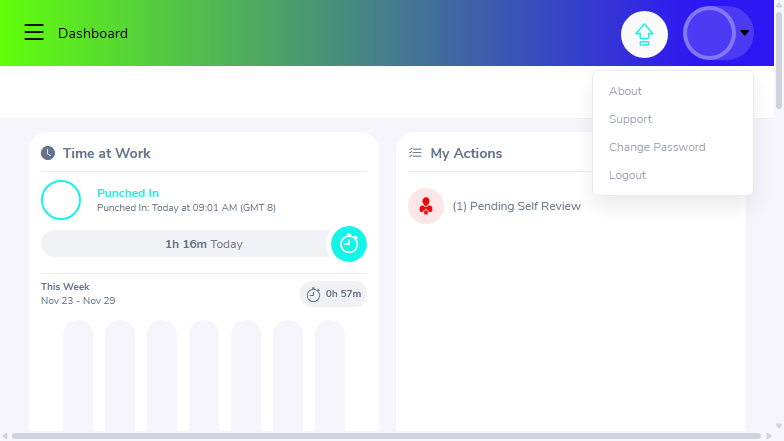 Dashboard
About
Support
Change Password
Logout
Time at Work
Punched In
Punched In: Today at 09:01 AM (GMT 8)
1h 16m Today
This Week
Nov 23 - Nov 29
0h 57m
My Actions
(1) Pending Self Review